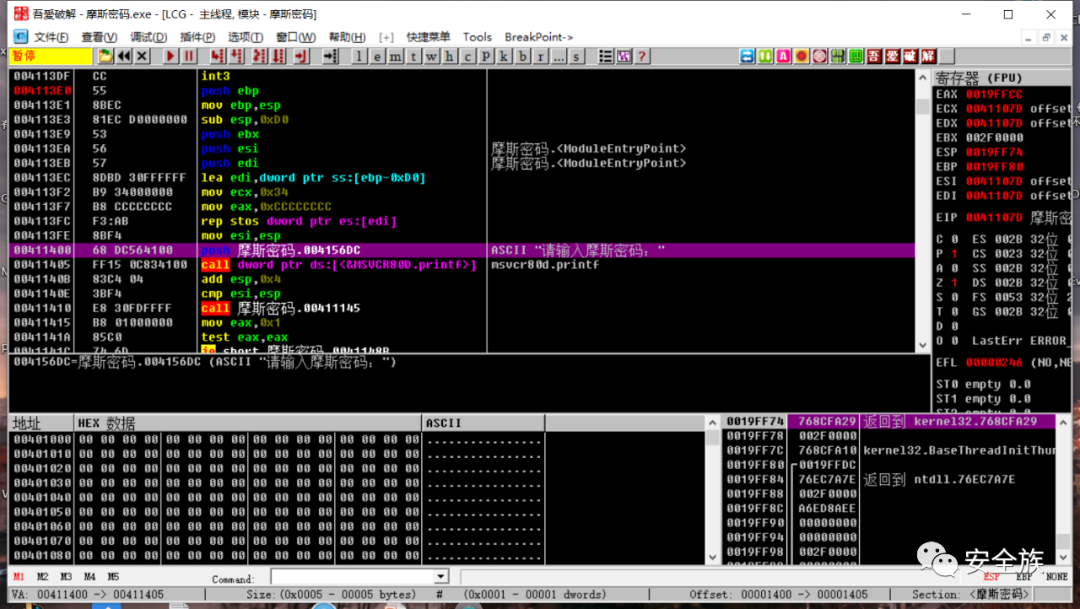 吾爱破解 - 摩斯密码.exe - [LCG - 主线程, 模块 - 摩斯密码]
文件(F) 查看(V) 调试(D) 插件(P) 选项(T) 窗口(W) 帮助(H) [+] 快捷菜单 Tools BreakPoint->
暂停 l e m t w h c p k b r ... s ?
吾 爱 破 解
004113DF CC int3
004113E0 55 push ebp
004113E1 8BEC mov ebp,esp
004113E3 81EC D0000000 sub esp,0xD0
004113E9 53 push ebx
004113EA 56 push esi 摩斯密码.<ModuleEntryPoint>
004113EB 57 push edi 摩斯密码.<ModuleEntryPoint>
004113EC 8DBD 30FFFFFF lea edi,dword ptr ss:[ebp-0xD0]
004113F2 B9 34000000 mov ecx,0x34
004113F7 B8 CCCCCCCC mov eax,0xCCCCCCCC
004113FC F3:AB rep stos dword ptr es:[edi]
004113FE 8BF4 mov esi,esp
00411400 68 DC564100 push 摩斯密码.004156DC ASCII "请输入摩斯密码: "
00411405 FF15 0C834100 call dword ptr ds:[<&MSVCR80D.printf>] msvcr80d.printf
0041140B 83C4 04 add esp,0x4
0041140E 3BF4 cmp esi,esp
00411410 E8 30FDFFFF call 摩斯密码.00411145
00411415 B8 01000000 mov eax,0x1
0041141A 85C0 test eax,eax
0041141C 74 6D je short 摩斯密码.0041148B
004156DC=摩斯密码.004156DC (ASCII "请输入摩斯密码: ")
寄存器 (FPU)
EAX 0019FFCC
ECX 0041107D offset
EDX 0041107D offset
EBX 002F0000
ESP 0019FF74
EBP 0019FF80
ESI 0041107D offset
EDI 0041107D offset
EIP 0041107D 摩斯密
C 0 ES 002B 32位
P 1 CS 0023 32位
A 0 SS 002B 32位
Z 1 DS 002B 32位
S 0 FS 0053 32位
T 0 GS 002B 32位
D 0
O 0 LastErr ERROR_
EFL 00000246 (NO,NB
ST0 empty 0.0
ST1 empty 0.0
地址 HEX 数据 ASCII
00401000 00 00 00 00 00 00 00 00 00 00 00 00 00 00 00 00 ................
00401010 00 00 00 00 00 00 00 00 00 00 00 00 00 00 00 00 ................
00401020 00 00 00 00 00 00 00 00 00 00 00 00 00 00 00 00 ................
00401030 00 00 00 00 00 00 00 00 00 00 00 00 00 00 00 00 ................
00401040 00 00 00 00 00 00 00 00 00 00 00 00 00 00 00 00 ................
00401050 00 00 00 00 00 00 00 00 00 00 00 00 00 00 00 00 ................
00401060 00 00 00 00 00 00 00 00 00 00 00 00 00 00 00 00 ................
00401070 00 00 00 00 00 00 00 00 00 00 00 00 00 00 00 00 ................
00401080 00 00 00 00 00 00 00 00 00 00 00 00 00 00 00 00 ................
0019FF74 768CFA29 返回到 kernel32.768CFA29
0019FF78 002F0000
0019FF7C 768CFA10 kernel32.BaseThreadInitThun
0019FF80 0019FFDC
0019FF84 76EC7A7E 返回到 ntdll.76EC7A7E
0019FF88 002F0000
0019FF8C A6ED8AEE
0019FF90 00000000
0019FF94 00000000
0019FF98 002F0000
安全族
M1 M2 M3 M4 M5 Command: ESP EBP NONE
VA: 00411400 -> 00411405 Size:(0x0005 - 00005 bytes) # (0x0001 - 00001 dwords) Offset: 00001400 -> 00001405 Section: <摩斯密码>